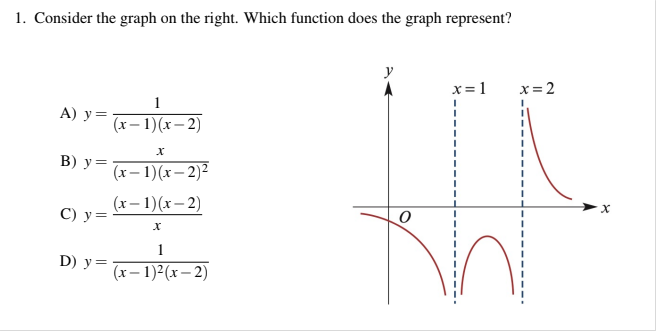 1. Consider the graph on the right. Which function does the graph represent?
A) y = 1/((x – 1)(x – 2))
B) y = x/((x – 1)(x – 2)²)
C) y = ((x – 1)(x – 2))/x
D) y = 1/((x – 1)²(x – 2))
y
x = 1 x = 2
O x